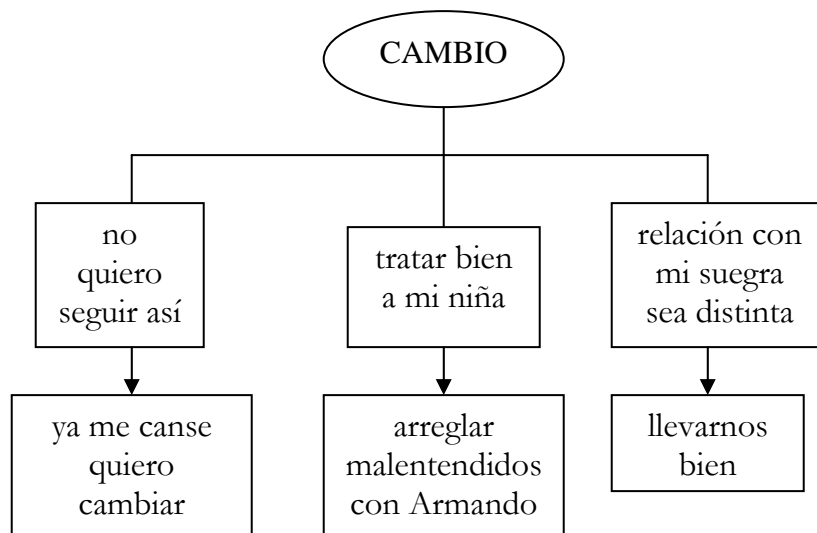 CAMBIO
no
quiero
seguir así
tratar bien
a mi niña
relación con
mi suegra
sea distinta
ya me canse
quiero
cambiar
arreglar
malentendidos
con Armando
llevarnos
bien